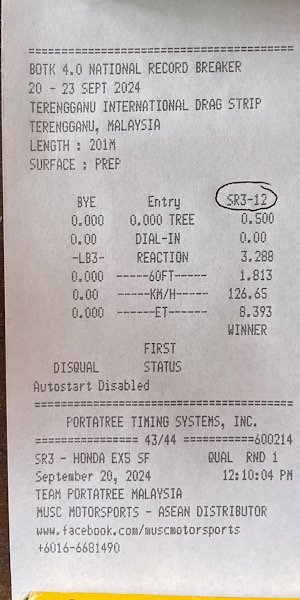 ==============================
BOTK 4.0 NATIONAL RECORD BREAKER
20 - 23 SEPT 2024
TERENGGANU INTERNATIONAL DRAG STRIP
TERENGGANU, MALAYSIA
LENGTH : 201M
SURFACE : PREP
BYE Entry SR3-12
0.000 0.000 TREE 0.500
0.00 DIAL-IN 0.00
-LB3- REACTION 3.288
0.000 -----60FT----- 1.813
0.00 -----KM/H----- 126.65
0.000 ------ET------ 8.393
WINNER
FIRST
DISQUAL STATUS
Autostart Disabled
==============================
PORTATREE TIMING SYSTEMS, INC.
============= 43/44 ==========600214
SR3 - HONDA EX5 SF QUAL RND 1
September 20, 2024 12:10:04 PM
TEAM PORTATREE MALAYSIA
MUSC MOTORSPORTS - ASEAN DISTRIBUTOR
www.facebook.com/muscmotorsports
+6016-6681490